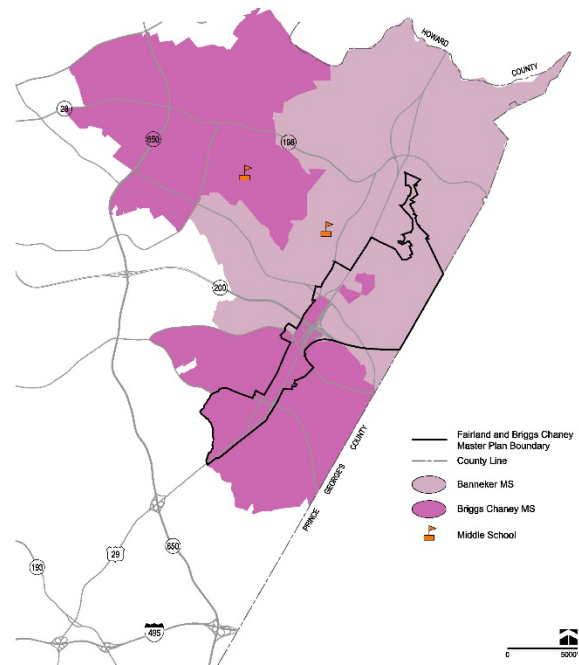 HOWARD
COUNTY
28
650
198
200
Fairland and Briggs Chaney
Master Plan Boundary
County Line
Banneker MS
Briggs Chaney MS
Middle School
PRINCE GEORGE'S COUNTY
29
650
193
495
0 5000'